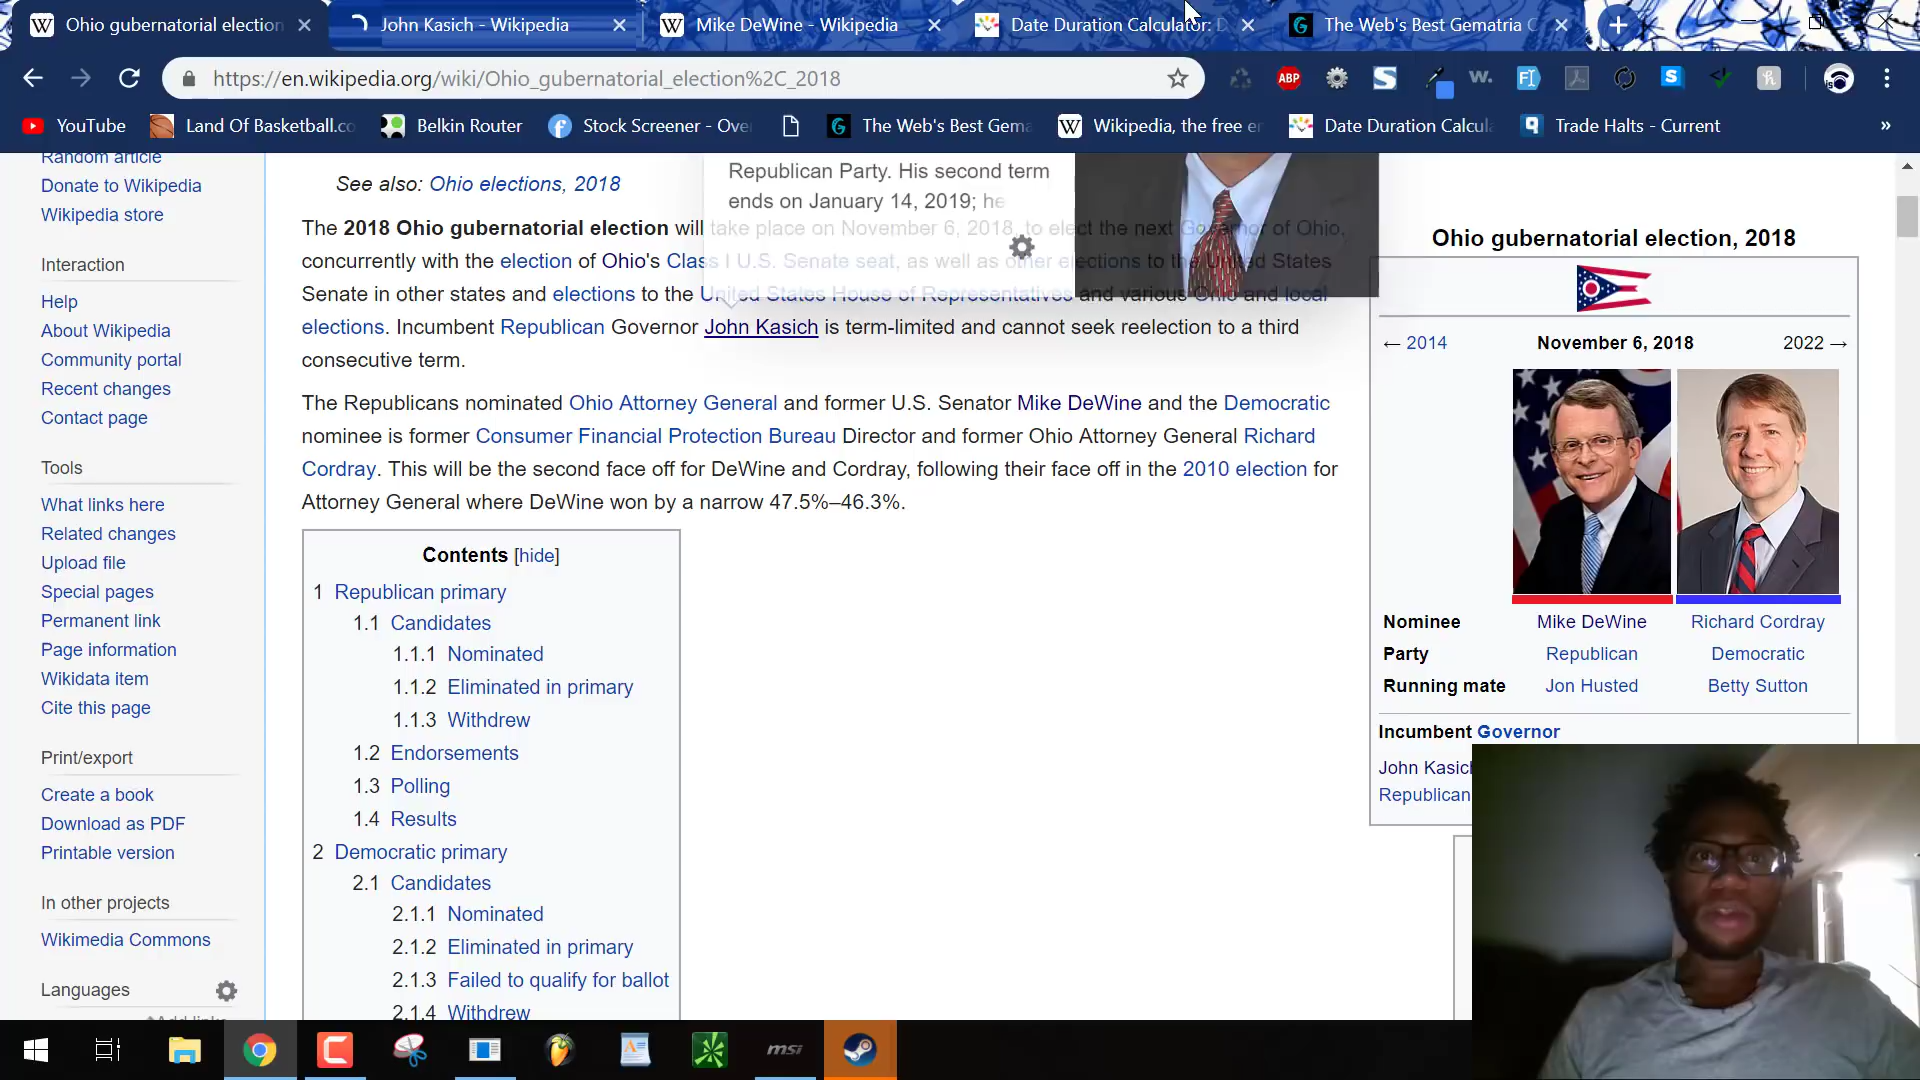 Ohio gubernatorial election
John Kasich - Wikipedia
Mike DeWine - Wikipedia
Date Duration Calculator: D
The Web's Best Gematria C
https://en.wikipedia.org/wiki/Ohio_gubernatorial_election%2C_2018
ABP
YouTube
Land Of Basketball.co
Belkin Router
Stock Screener - Ove
The Web's Best Gema
Wikipedia, the free e
Date Duration Calcul
Trade Halts - Current
Random article
Donate to Wikipedia
Wikipedia store
Interaction
Help
About Wikipedia
Community portal
Recent changes
Contact page
Tools
What links here
Related changes
Upload file
Special pages
Permanent link
Page information
Wikidata item
Cite this page
Print/export
Create a book
Download as PDF
Printable version
In other projects
Wikimedia Commons
Languages
Republican Party. His second term
ends on January 14, 2019; he
See also: Ohio elections, 2018
The 2018 Ohio gubernatorial election will take place on November 6, 2018, to elect the next Governor of Ohio,
concurrently with the election of Ohio's Class I U.S. Senate seat, as well as other elections to the United States
Senate in other states and elections to the United States House of Representatives and various Ohio and local
elections. Incumbent Republican Governor John Kasich is term-limited and cannot seek reelection to a third
consecutive term.
The Republicans nominated Ohio Attorney General and former U.S. Senator Mike DeWine and the Democratic
nominee is former Consumer Financial Protection Bureau Director and former Ohio Attorney General Richard
Cordray. This will be the second face off for DeWine and Cordray, following their face off in the 2010 election for
Attorney General where DeWine won by a narrow 47.5%–46.3%.
Contents [hide]
1 Republican primary
1.1 Candidates
1.1.1 Nominated
1.1.2 Eliminated in primary
1.1.3 Withdrew
1.2 Endorsements
1.3 Polling
1.4 Results
2 Democratic primary
2.1 Candidates
2.1.1 Nominated
2.1.2 Eliminated in primary
2.1.3 Failed to qualify for ballot
2.1.4 Withdrew
Ohio gubernatorial election, 2018
← 2014 November 6, 2018 2022 →
Nominee Mike DeWine Richard Cordray
Party Republican Democratic
Running mate Jon Husted Betty Sutton
Incumbent Governor
John Kasich
Republican
msi